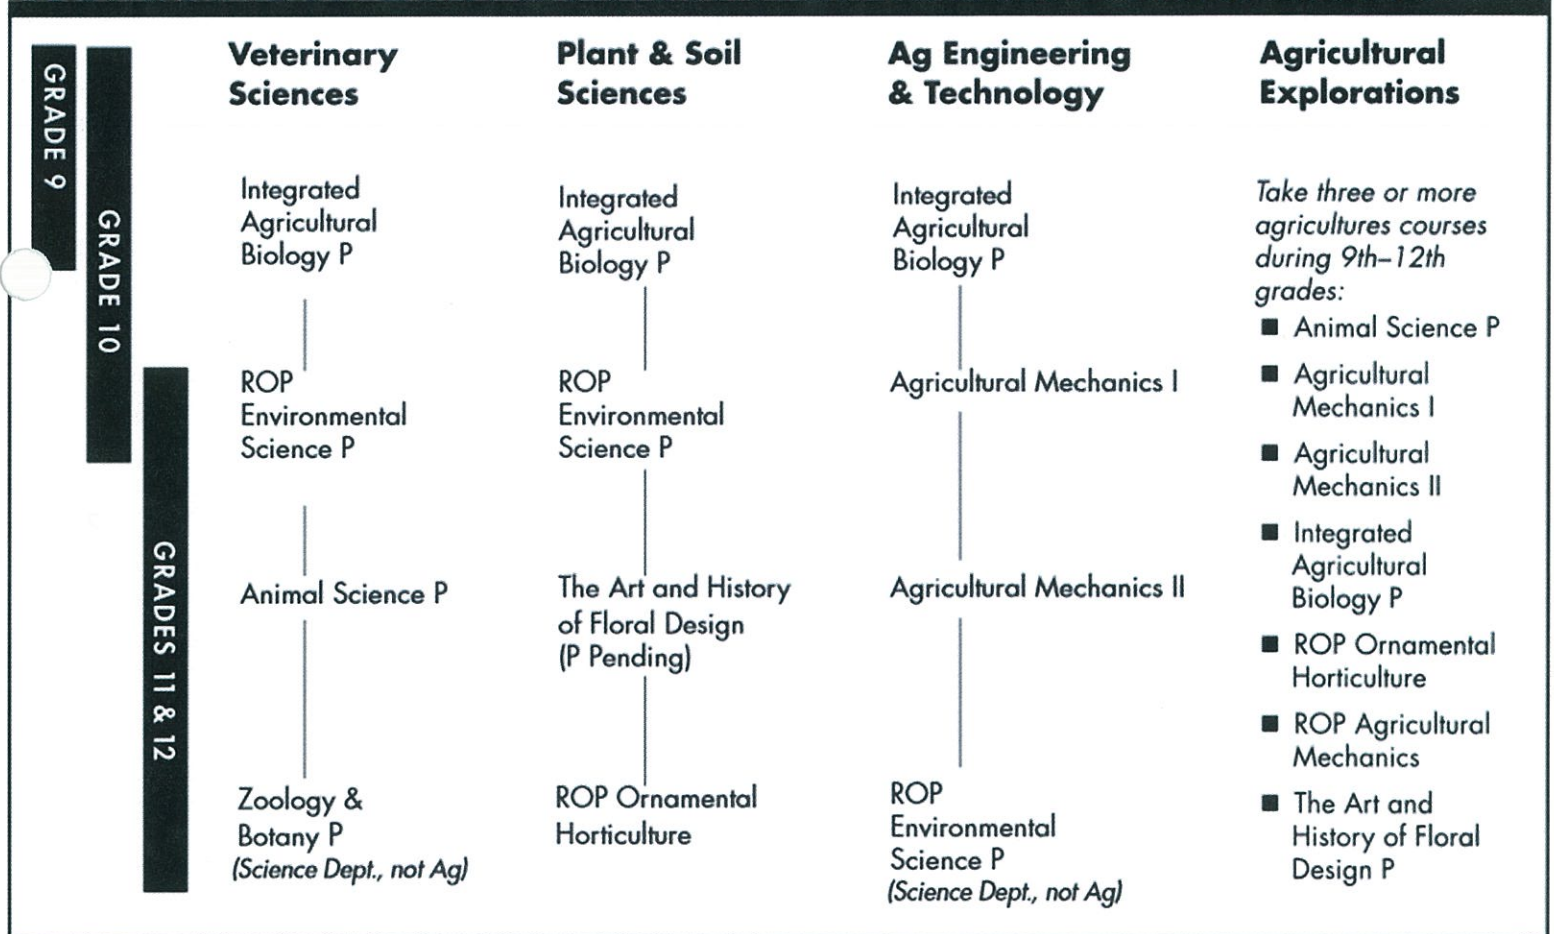 GRADE 9
GRADE 10
GRADES 11 & 12
Veterinary
Sciences
Integrated
Agricultural
Biology P
ROP
Environmental
Science P
Animal Science P
Zoology &
Botany P
(Science Dept., not Ag)
Plant & Soil
Sciences
Integrated
Agricultural
Biology P
ROP
Environmental
Science P
The Art and History
of Floral Design
(P Pending)
ROP Ornamental
Horticulture
Ag Engineering
& Technology
Integrated
Agricultural
Biology P
Agricultural Mechanics I
Agricultural Mechanics II
ROP
Environmental
Science P
(Science Dept., not Ag)
Agricultural
Explorations
Take three or more
agricultures courses
during 9th–12th
grades:
■ Animal Science P
■ Agricultural
Mechanics I
■ Agricultural
Mechanics II
■ Integrated
Agricultural
Biology P
■ ROP Ornamental
Horticulture
■ ROP Agricultural
Mechanics
■ The Art and
History of Floral
Design P